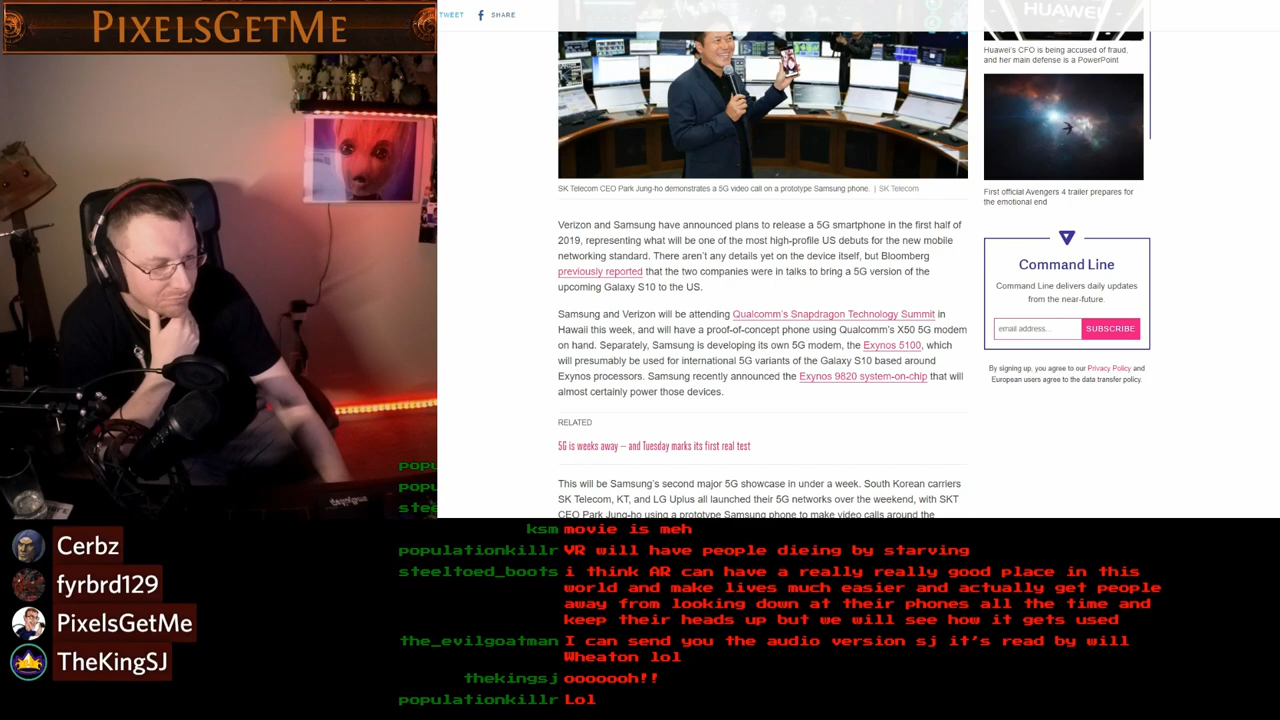 PIXELSGETME
TWEET
SHARE
HUAWEI
Huawei's CFO is being accused of fraud,
and her main defense is a PowerPoint
First official Avengers 4 trailer prepares for
the emotional end
SK Telecom CEO Park Jung-ho demonstrates a 5G video call on a prototype Samsung phone. | SK Telecom
Verizon and Samsung have announced plans to release a 5G smartphone in the first half of
2019, representing what will be one of the most high-profile US debuts for the new mobile
networking standard. There aren't any details yet on the device itself, but Bloomberg
previously reported that the two companies were in talks to bring a 5G version of the
upcoming Galaxy S10 to the US.
Samsung and Verizon will be attending Qualcomm's Snapdragon Technology Summit in
Hawaii this week, and will have a proof-of-concept phone using Qualcomm's X50 5G modem
on hand. Separately, Samsung is developing its own 5G modem, the Exynos 5100, which
will presumably be used for international 5G variants of the Galaxy S10 based around
Exynos processors. Samsung recently announced the Exynos 9820 system-on-chip that will
almost certainly power those devices.
RELATED
5G is weeks away – and Tuesday marks its first real test
This will be Samsung's second major 5G showcase in under a week. South Korean carriers
SK Telecom, KT, and LG Uplus all launched their 5G networks over the weekend, with SKT
CEO Park Jung-ho using a prototype Samsung phone to make video calls around the
Command Line
Command Line delivers daily updates
from the near-future.
email address...
SUBSCRIBE
By signing up, you agree to our Privacy Policy and
European users agree to the data transfer policy.
popu
popu
stee
ksm movie is meh
populationkillr VR will have people dieing by starving
steeltoed_boots i think AR can have a really really good place in this
world and make lives much easier and actually get people
away from looking down at their phones all the time and
keep their heads up but we will see how it gets used
the_evilgoatman I can send you the audio version sj it's read by will
Wheaton lol
thekingsj ooooooh!!
populationkillr Lol
Cerbz
fyrbrd129
PixelsGetMe
TheKingSJ